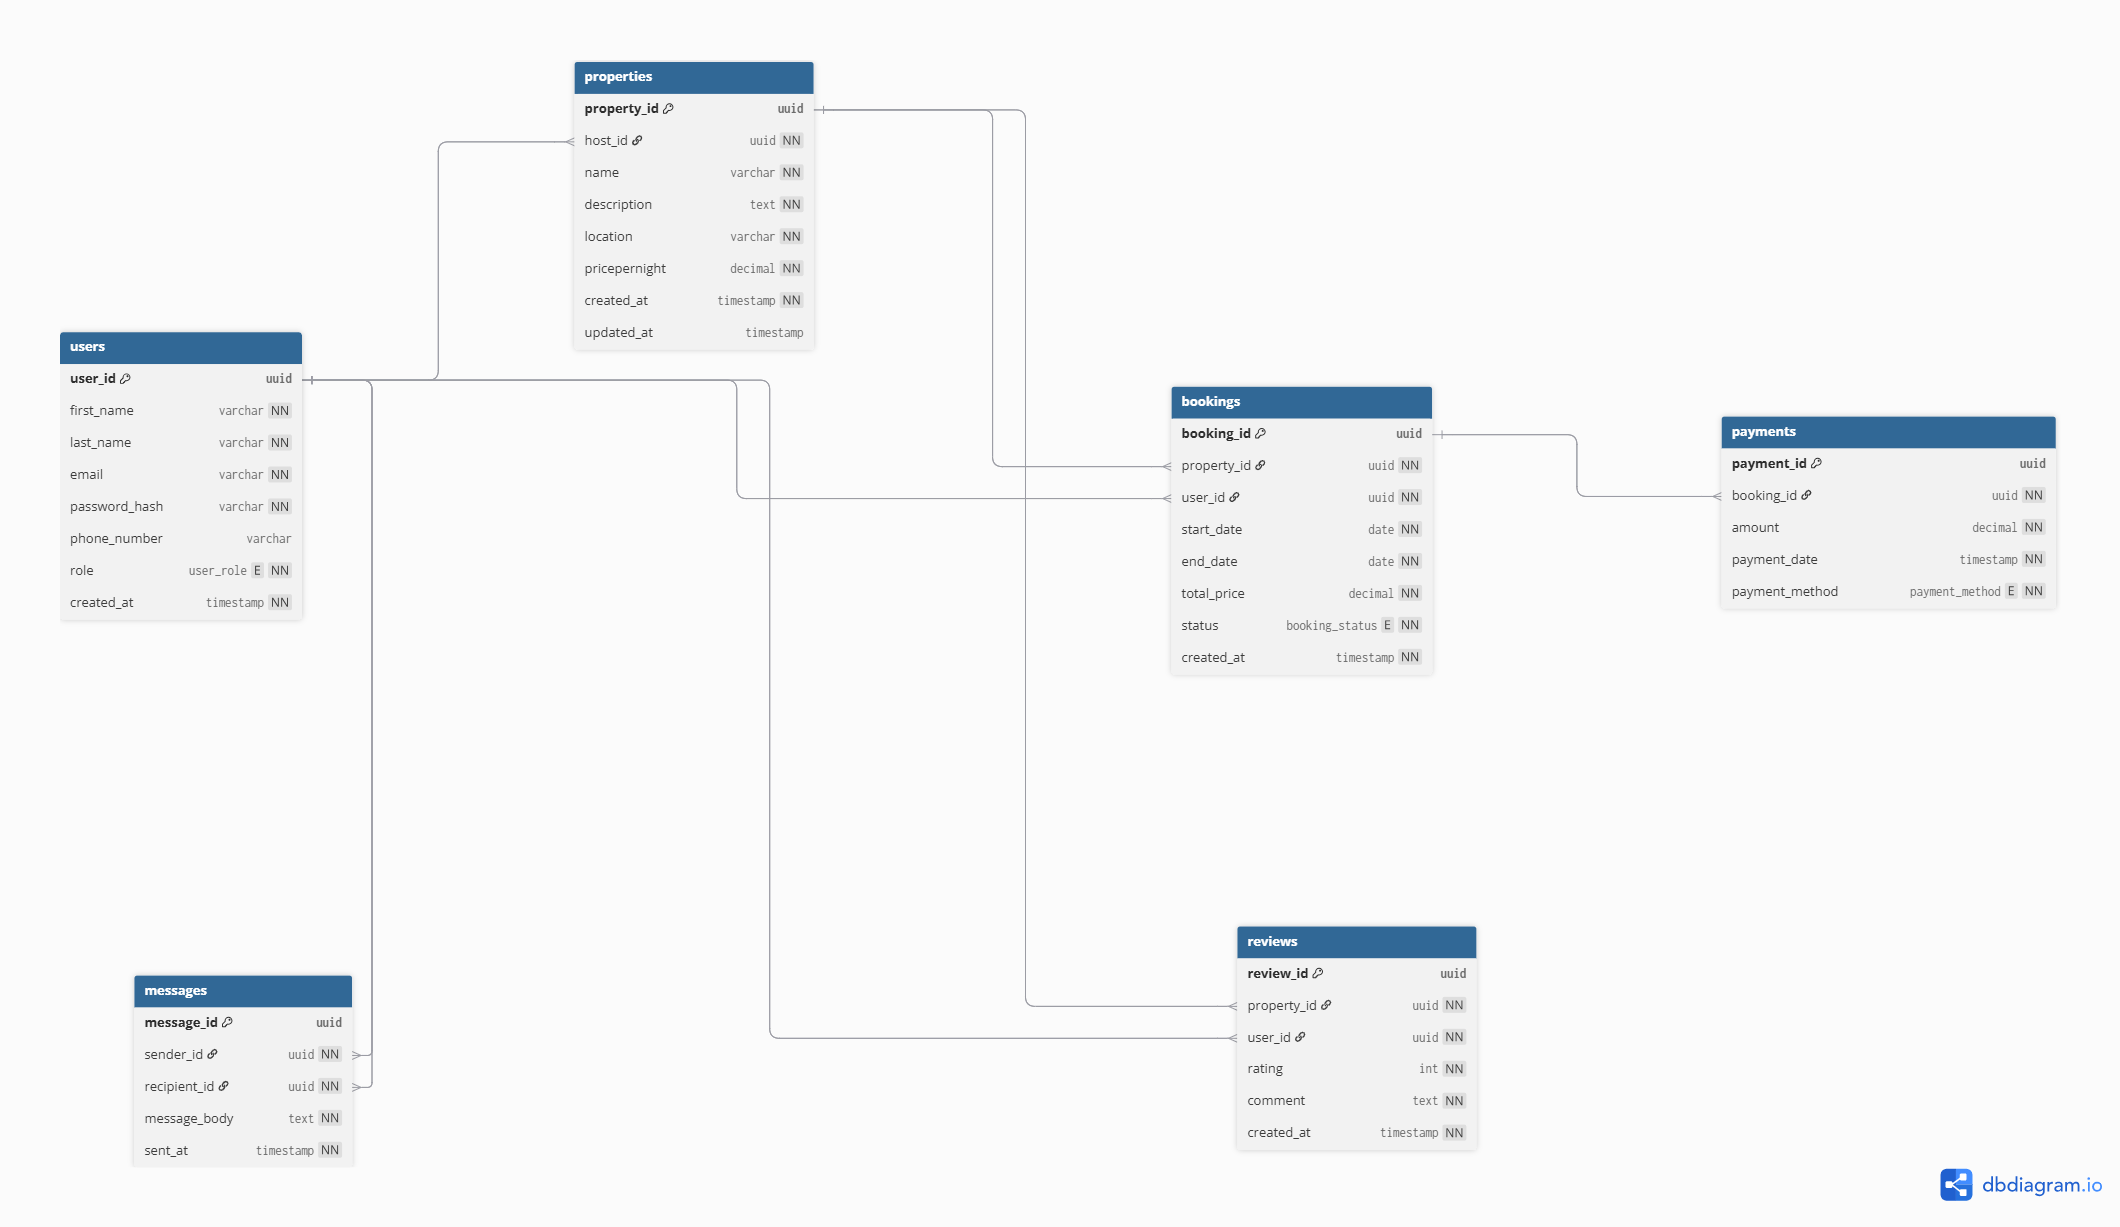 properties
property_id uuid
host_id uuid NN
name varchar NN
description text NN
location varchar NN
pricepernight decimal NN
created_at timestamp NN
updated_at timestamp
users
user_id uuid
first_name varchar NN
last_name varchar NN
email varchar NN
password_hash varchar NN
phone_number varchar
role user_role E NN
created_at timestamp NN
bookings
booking_id uuid
property_id uuid NN
user_id uuid NN
start_date date NN
end_date date NN
total_price decimal NN
status booking_status E NN
created_at timestamp NN
payments
payment_id uuid
booking_id uuid NN
amount decimal NN
payment_date timestamp NN
payment_method payment_method E NN
messages
message_id uuid
sender_id uuid NN
recipient_id uuid NN
message_body text NN
sent_at timestamp NN
reviews
review_id uuid
property_id uuid NN
user_id uuid NN
rating int NN
comment text NN
created_at timestamp NN
dbdiagram.io